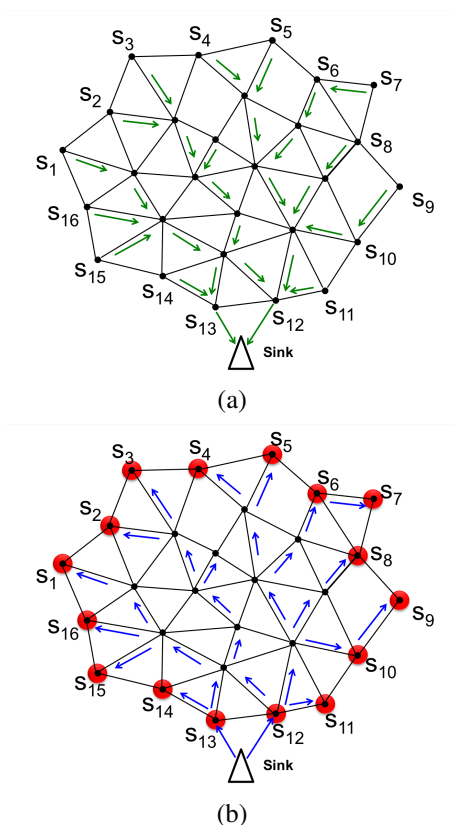 S5
S4
S3
S6
S7
S2
S8
S1
S9
S16
S10
S15
S14
S11
S13
S12
Sink
(a)
S5
S4
S3
S6
S7
S2
S8
S1
S9
S16
S10
S15
S14
S11
S13
S12
Sink
(b)